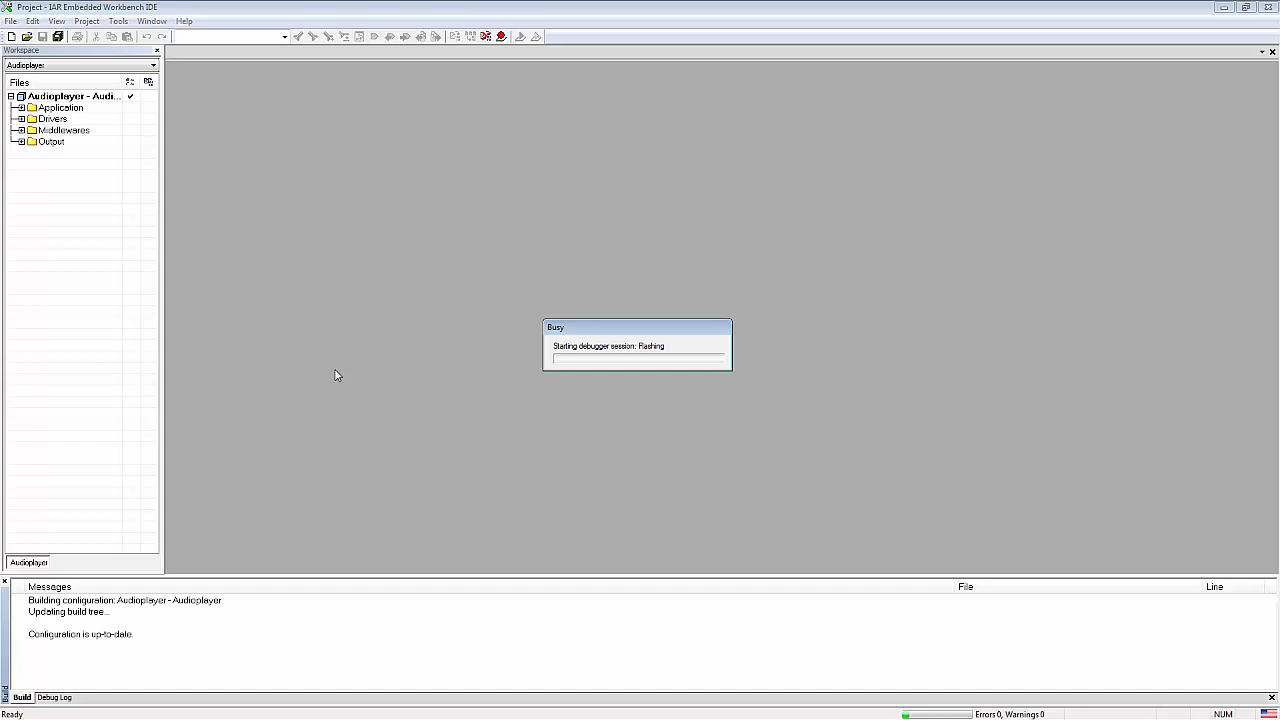 Project - IAR Embedded Workbench IDE
File Edit View Project Tools Window Help
Workspace
Audioplayer
Files
Audioplayer - Audi...
Application
Drivers
Middlewares
Output
Busy
Starting debugger session: Flashing
Audioplayer
Messages File Line
Building configuration: Audioplayer - Audioplayer
Updating build tree...
Configuration is up-to-date.
Build
Build Debug Log
Ready Errors 0, Warnings 0 NUM